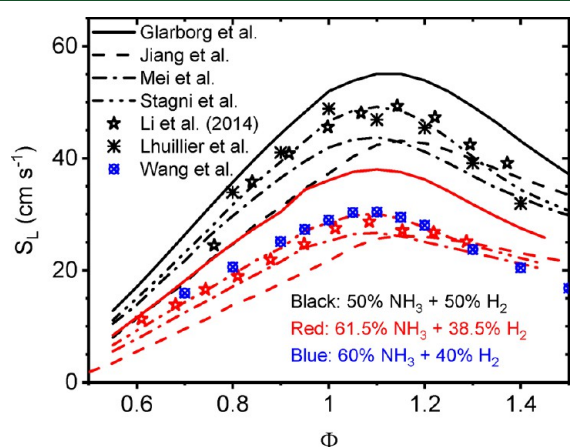 Glarborg et al.
Jiang et al.
Mei et al.
Stagni et al.
Li et al. (2014)
Lhuillier et al.
Wang et al.
Black: 50% NH₃ + 50% H₂
Red: 61.5% NH₃ + 38.5% H₂
Blue: 60% NH₃ + 40% H₂
S_L (cm s⁻¹)
60
40
20
0
0.6 0.8 1 1.2 1.4
Φ